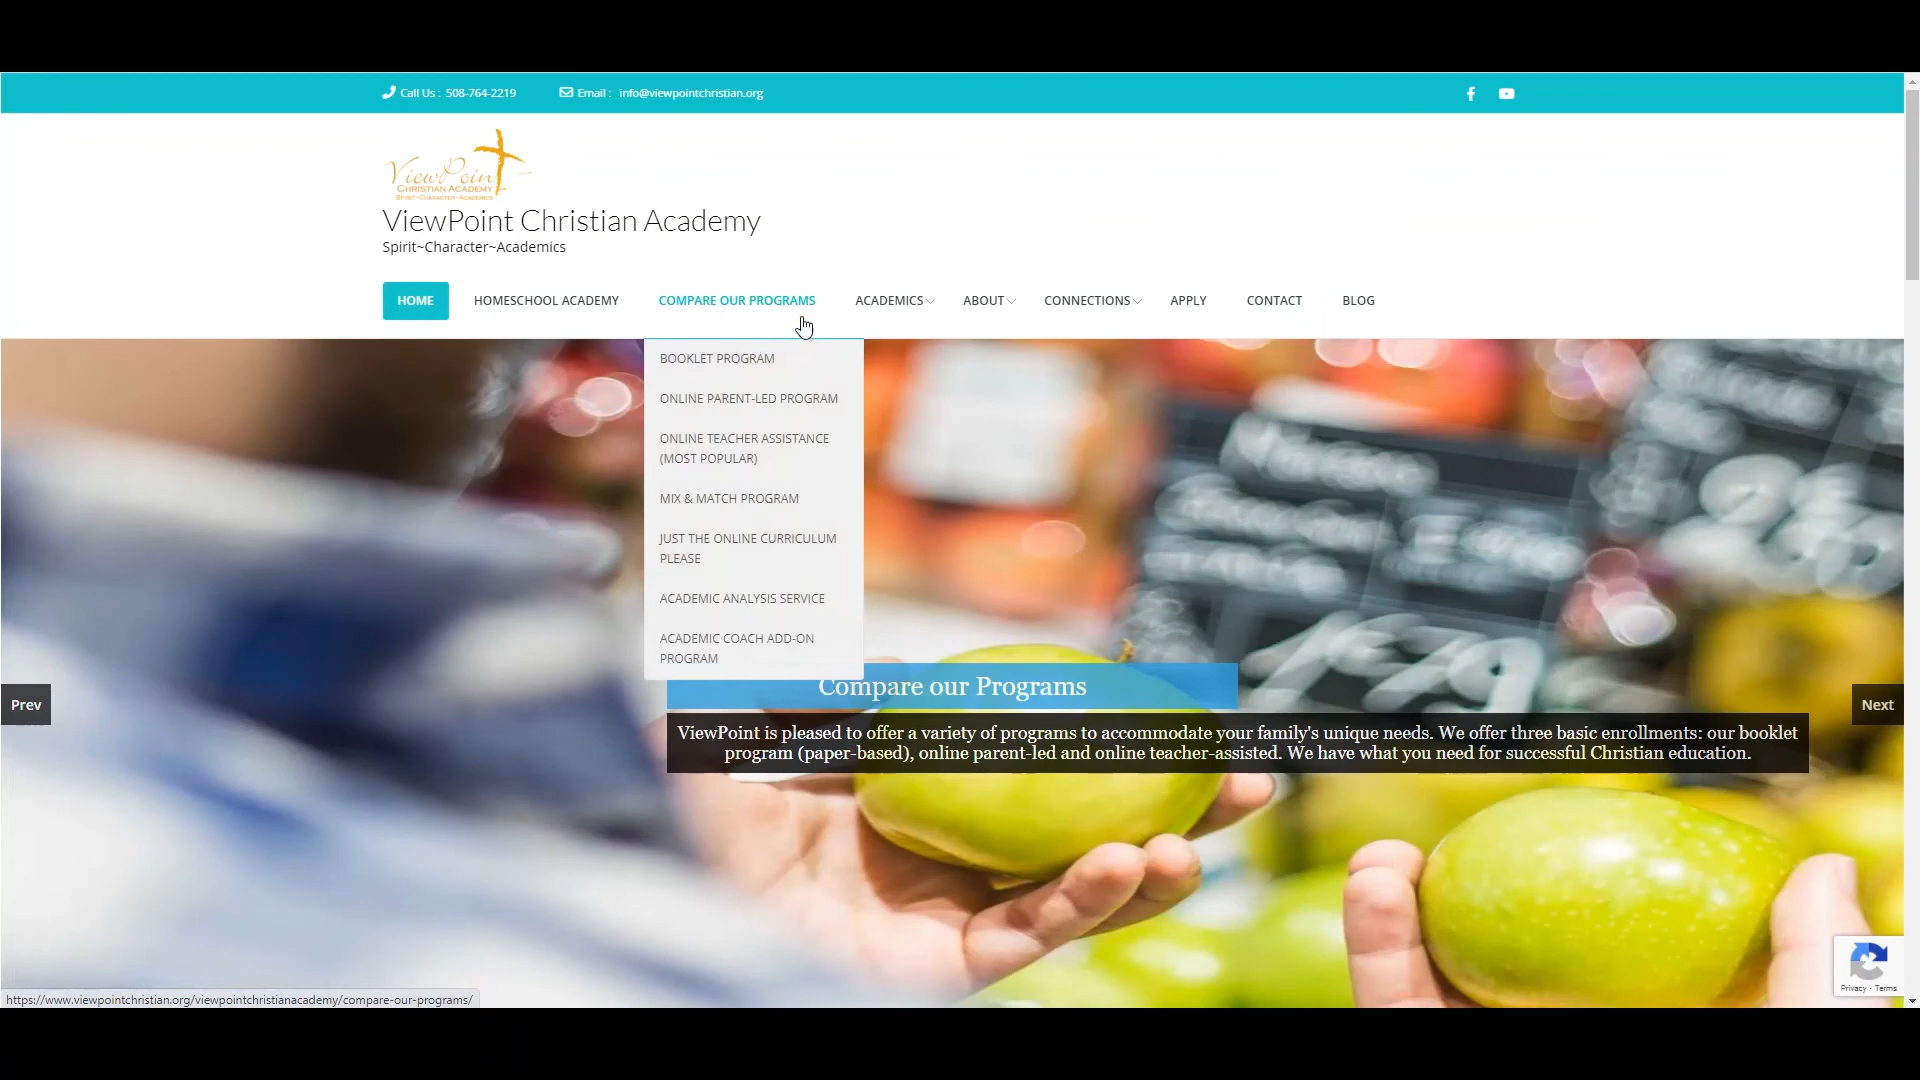 Call Us : 508-764-2219
Email : info@viewpointchristian.org
ViewPoint
CHRISTIAN ACADEMY
SPIRIT~CHARACTER~ACADEMICS
ViewPoint Christian Academy
Spirit~Character~Academics
HOME
HOMESCHOOL ACADEMY
COMPARE OUR PROGRAMS
ACADEMICS
ABOUT
CONNECTIONS
APPLY
CONTACT
BLOG
BOOKLET PROGRAM
ONLINE PARENT-LED PROGRAM
ONLINE TEACHER ASSISTANCE
(MOST POPULAR)
MIX & MATCH PROGRAM
JUST THE ONLINE CURRICULUM
PLEASE
ACADEMIC ANALYSIS SERVICE
ACADEMIC COACH ADD-ON
PROGRAM
Compare our Programs
Prev
Next
ViewPoint is pleased to offer a variety of programs to accommodate your family's unique needs. We offer three basic enrollments: our booklet
program (paper-based), online parent-led and online teacher-assisted. We have what you need for successful Christian education.
Privacy - Terms
https://www.viewpointchristian.org/viewpointchristianacademy/compare-our-programs/